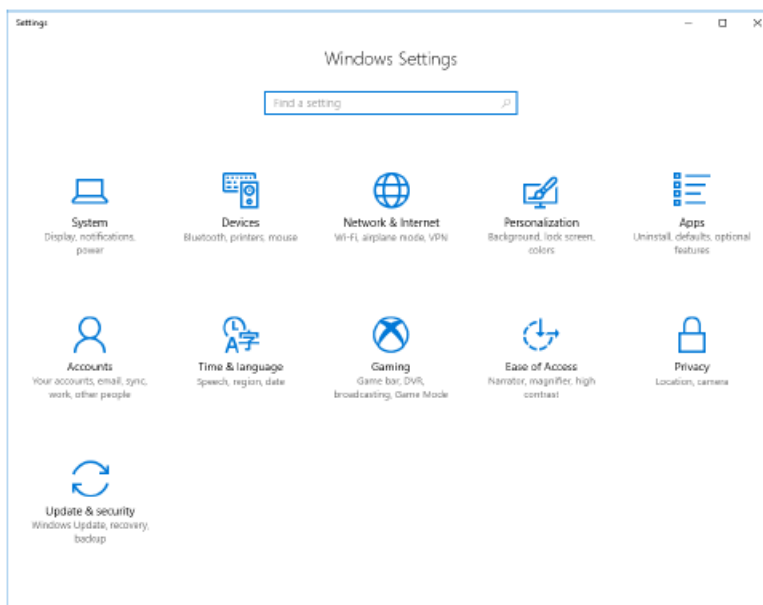 Settings
Windows Settings
Find a setting
System
Display, notifications,
power
Devices
Bluetooth, printers, mouse
Network & Internet
Wi-Fi, airplane mode, VPN
Personalization
Background, lock screen,
colors
Apps
Uninstall, defaults, optional
features
Accounts
Your accounts, email, sync,
work, other people
A字
Time & language
Speech, region, date
Gaming
Game bar, DVR,
broadcasting, Game Mode
Ease of Access
Narrator, magnifier, high
contrast
Privacy
Location, camera
Update & security
Windows Update, recovery,
backup